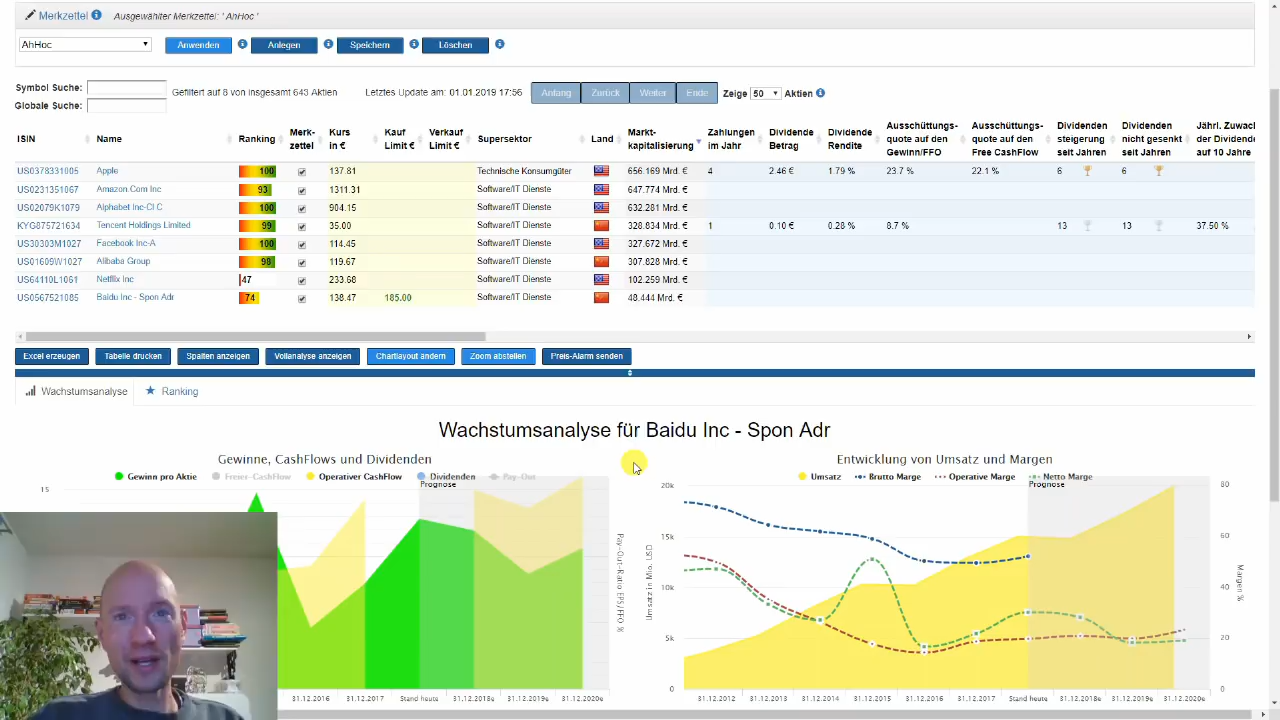 Merkzettel Ausgewählter Merkzettel: ' AhHoc '
AhHoc Anwenden Anlegen Speichern Löschen
Symbol Suche: Gefiltert auf 8 von insgesamt 643 Aktien Letztes Update am: 01.01.2019 17:56 Anfang Zurück Weiter Ende Zeige 50 Aktien
Globale Suche:
ISIN Name Ranking Merk-zettel Kurs in € Kauf Limit € Verkauf Limit € Supersektor Land Markt-kapitalisierung Zahlungen im Jahr Dividende Betrag Dividende Rendite Ausschüttungs-quote auf den Gewinn/FFO Ausschüttungs-quote auf den Free CashFlow Dividenden steigerung seit Jahren Dividenden nicht gesenkt seit Jahren Jährl. Zuwac der Dividende auf 10 Jahre
US0378331005 Apple 100 137.81 Technische Konsumgüter 656.169 Mrd. € 4 2.46 € 1.79 % 23.7 % 22.1 % 6 6
US0231351067 Amazon Com Inc 93 1311.31 Software/IT Dienste 647.774 Mrd. €
US02079K1079 Alphabet Inc-Cl C 100 904.15 Software/IT Dienste 632.281 Mrd. €
KYG875721634 Tencent Holdings Limited 99 35.00 Software/IT Dienste 328.834 Mrd. € 1 0.10 € 0.28 % 8.7 % 13 13 37.50 %
US30303M1027 Facebook Inc-A 100 114.45 Software/IT Dienste 327.672 Mrd. €
US01609W1027 Alibaba Group 98 119.67 Software/IT Dienste 307.828 Mrd. €
US64110L1061 Netflix Inc 47 233.68 Software/IT Dienste 102.259 Mrd. €
US0567521085 Baidu Inc - Spon Adr 74 138.47 185.00 Software/IT Dienste 48.444 Mrd. €
Excel erzeugen Tabelle drucken Spalten anzeigen Vollanalyse anzeigen Chartlayout ändern Zoom abstellen Preis-Alarm senden
Wachstumsanalyse Ranking
Wachstumsanalyse für Baidu Inc - Spon Adr
Gewinne, CashFlows und Dividenden Entwicklung von Umsatz und Margen
Gewinn pro Aktie Freier CashFlow Operativer CashFlow Dividenden Pay-Out Umsatz Brutto Marge Operative Marge Netto Marge
Prognose Prognose
15
Pay-Out-Ratio EPS/FFO %
Umsatz in Mio. USD
20k
15k
10k
5k
0
80
60
40
20
0
Margen %
31.12.2016 31.12.2017 Stand heute 31.12.2018e 31.12.2019e 31.12.2020e
31.12.2012 31.12.2013 31.12.2014 31.12.2015 31.12.2016 31.12.2017 Stand heute 31.12.2018e 31.12.2019e 31.12.2020e